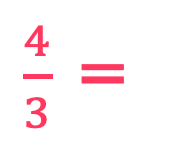 4/3 =